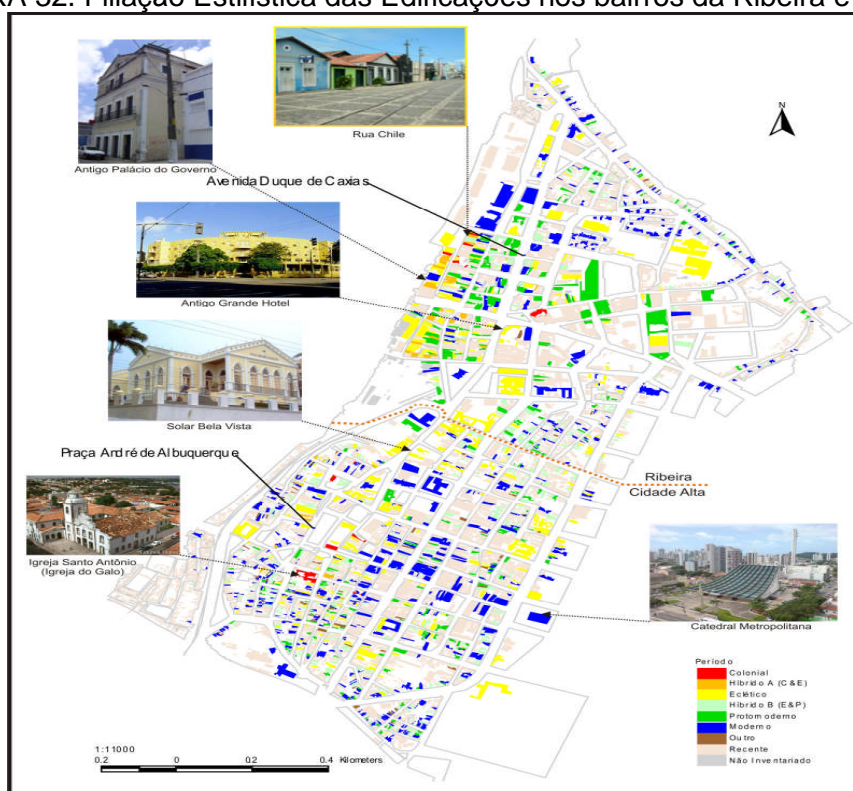 XA 52: Filiação Estilística das Edificações nos bairros da Ribeira e
N
Rua Chile
Antigo Palácio do Governo
Avenida Duque de Caxias
Antigo Grande Hotel
Solar Bela Vista
Praça André de Albuquerque
Ribeira
Cidade Alta
Igreja Santo Antônio
(Igreja do Galo)
Catedral Metropolitana
Período
Colonial
Híbrido A (C & E)
Eclético
Híbrido B (E&P)
Protomoderno
Moderno
Outro
Recente
Não Inventariado
1:11000
0.2 0 0.2 0.4 Kilometers